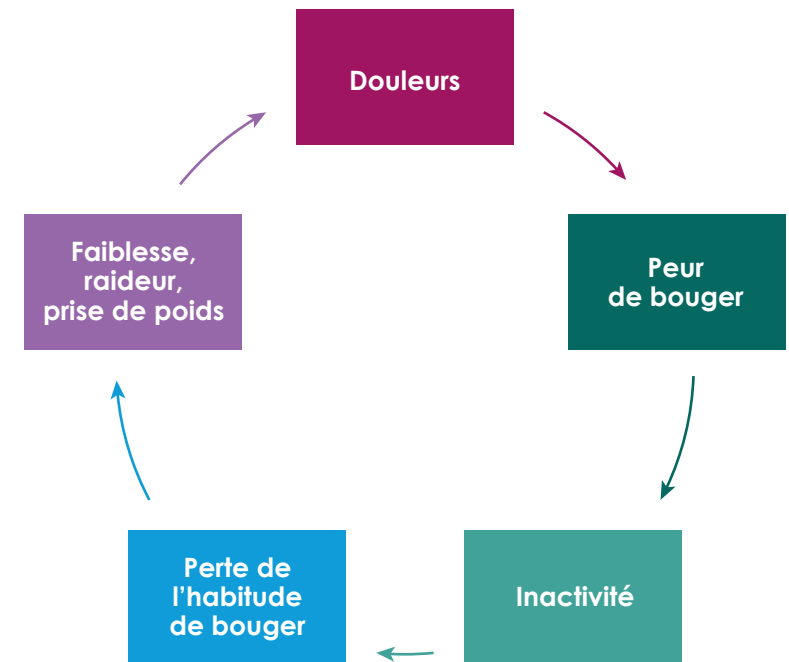 Douleurs
Peur
de bouger
Inactivité
Perte de
l’habitude
de bouger
Faiblesse,
raideur,
prise de poids